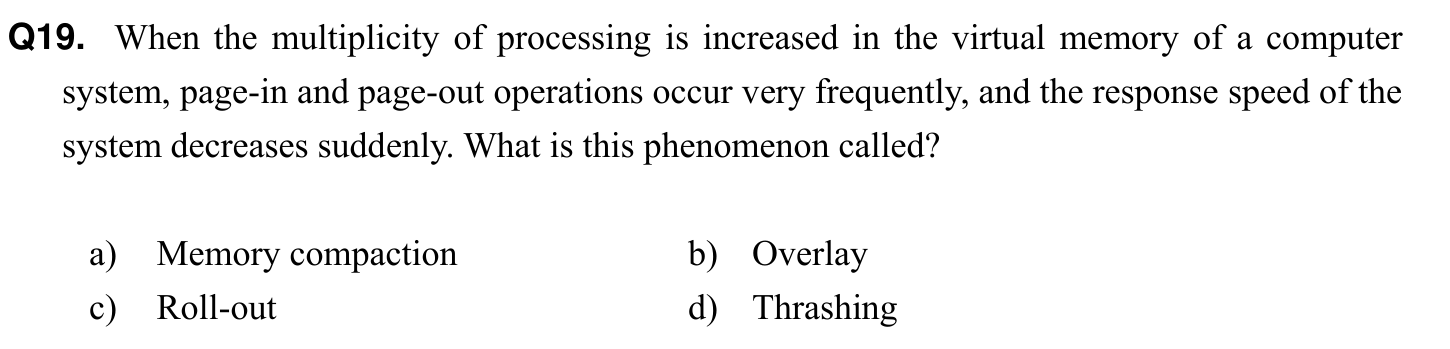 Q19. When the multiplicity of processing is increased in the virtual memory of a computer
system, page-in and page-out operations occur very frequently, and the response speed of the
system decreases suddenly. What is this phenomenon called?
a) Memory compaction b) Overlay
c) Roll-out d) Thrashing